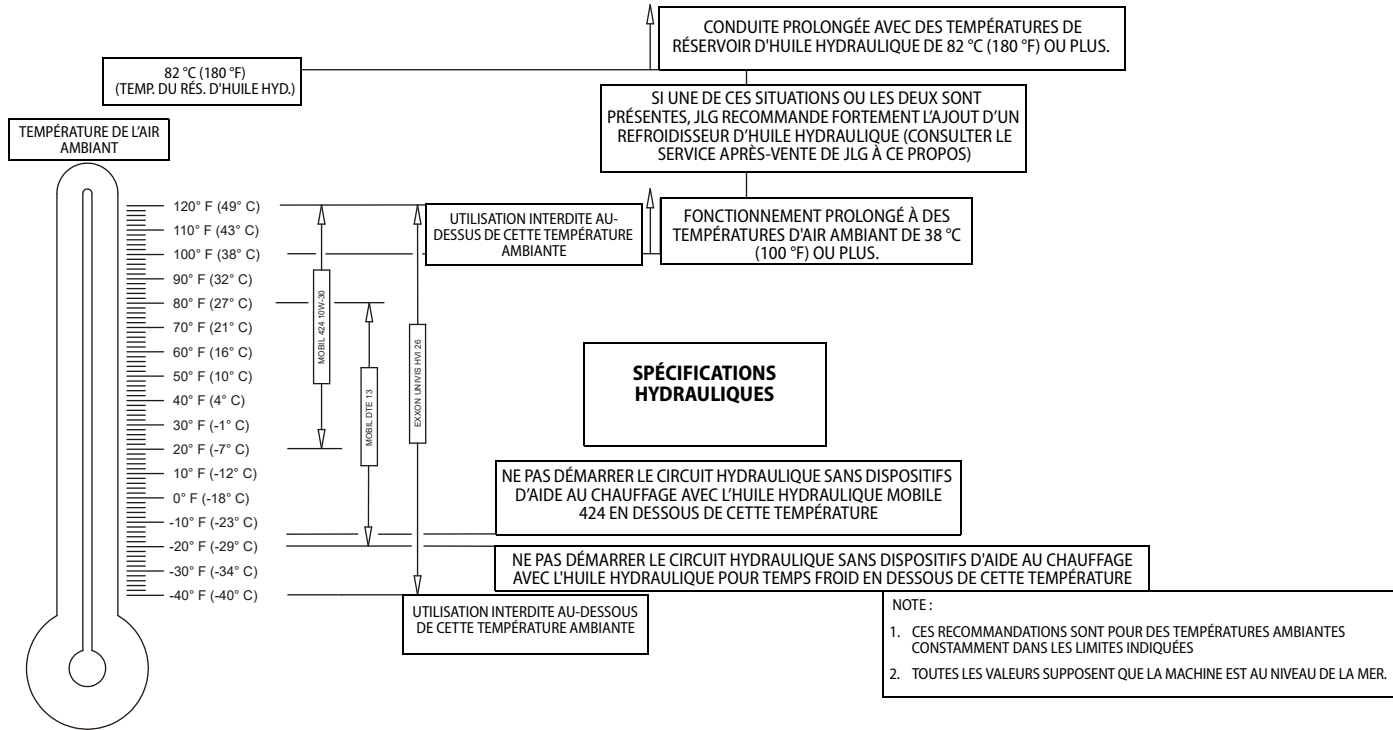 CONDUITE PROLONGÉE AVEC DES TEMPÉRATURES DE
RÉSERVOIR D'HUILE HYDRAULIQUE DE 82 °C (180 °F) OU PLUS.
82 °C (180 °F)
(TEMP. DU RÉS. D'HUILE HYD.)
SI UNE DE CES SITUATIONS OU LES DEUX SONT
PRÉSENTES, JLG RECOMMANDE FORTEMENT L'AJOUT D'UN
REFROIDISSEUR D'HUILE HYDRAULIQUE (CONSULTER LE
SERVICE APRÈS-VENTE DE JLG À CE PROPOS)
TEMPÉRATURE DE L'AIR
AMBIANT
120° F (49° C)
110° F (43° C)
100° F (38° C)
90° F (32° C)
80° F (27° C)
70° F (21° C)
60° F (16° C)
50° F (10° C)
40° F (4° C)
30° F (-1° C)
20° F (-7° C)
10° F (-12° C)
0° F (-18° C)
-10° F (-23° C)
-20° F (-29° C)
-30° F (-34° C)
-40° F (-40° C)
MOBIL 424 10W-30
MOBIL DTE 13
EXXON UNIVIS HVI 26
UTILISATION INTERDITE AU-
DESSUS DE CETTE TEMPÉRATURE
AMBIANTE
FONCTIONNEMENT PROLONGÉ À DES
TEMPÉRATURES D'AIR AMBIANT DE 38 °C
(100 °F) OU PLUS.
SPÉCIFICATIONS
HYDRAULIQUES
NE PAS DÉMARRER LE CIRCUIT HYDRAULIQUE SANS DISPOSITIFS
D'AIDE AU CHAUFFAGE AVEC L'HUILE HYDRAULIQUE MOBILE
424 EN DESSOUS DE CETTE TEMPÉRATURE
NE PAS DÉMARRER LE CIRCUIT HYDRAULIQUE SANS DISPOSITIFS D'AIDE AU CHAUFFAGE
AVEC L'HUILE HYDRAULIQUE POUR TEMPS FROID EN DESSOUS DE CETTE TEMPÉRATURE
UTILISATION INTERDITE AU-DESSOUS
DE CETTE TEMPÉRATURE AMBIANTE
NOTE :
1. CES RECOMMANDATIONS SONT POUR DES TEMPÉRATURES AMBIANTES
CONSTAMMENT DANS LES LIMITES INDIQUÉES
2. TOUTES LES VALEURS SUPPOSENT QUE LA MACHINE EST AU NIVEAU DE LA MER.